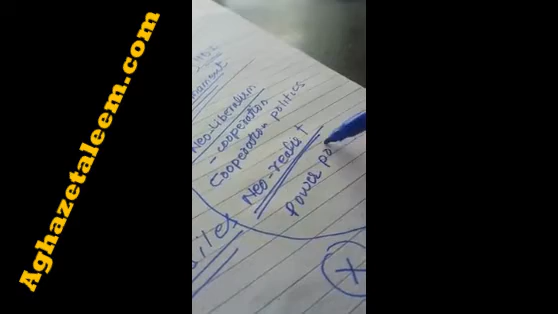 Aghazetaleem.com
Neo-Liberalism
- cooperation
Cooperation politics
Neo-realist
Power po
X